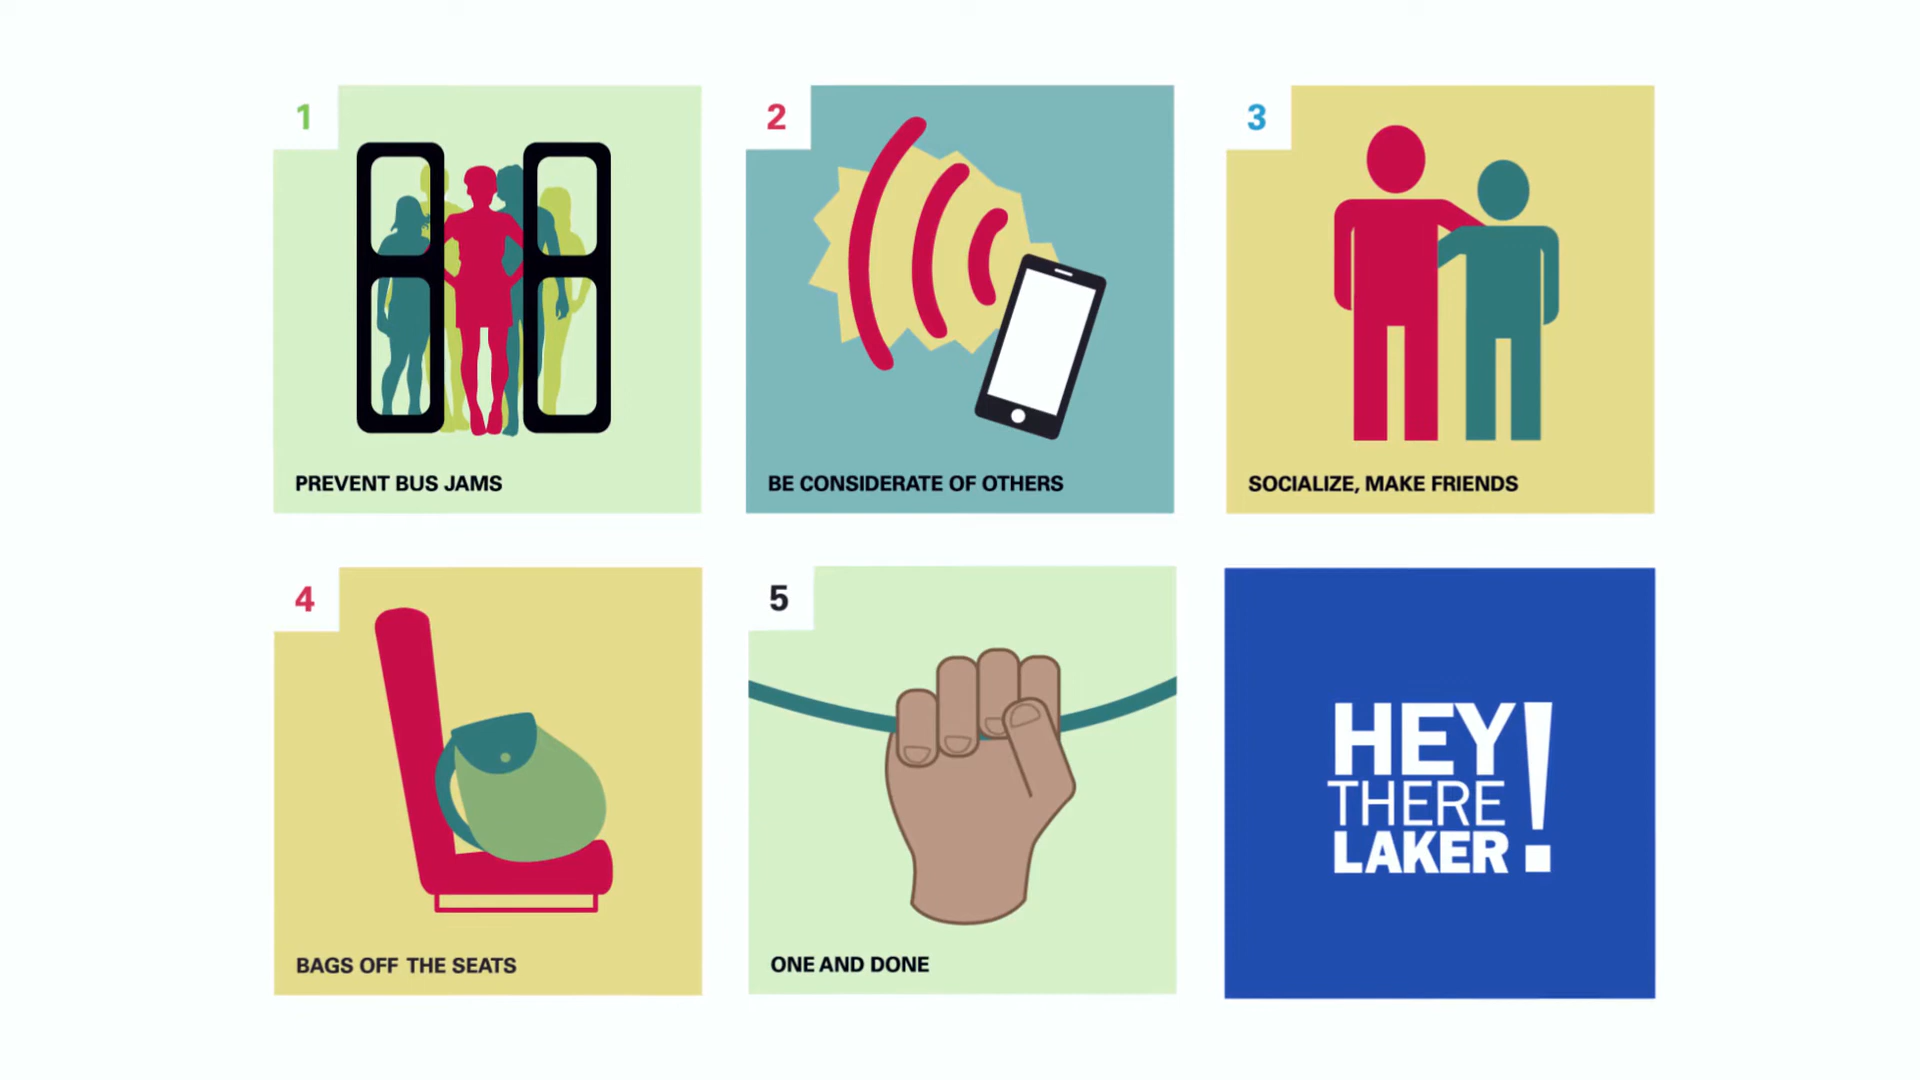 1
PREVENT BUS JAMS
2
BE CONSIDERATE OF OTHERS
3
SOCIALIZE, MAKE FRIENDS
4
BAGS OFF THE SEATS
5
ONE AND DONE
HEY
THERE
LAKER!